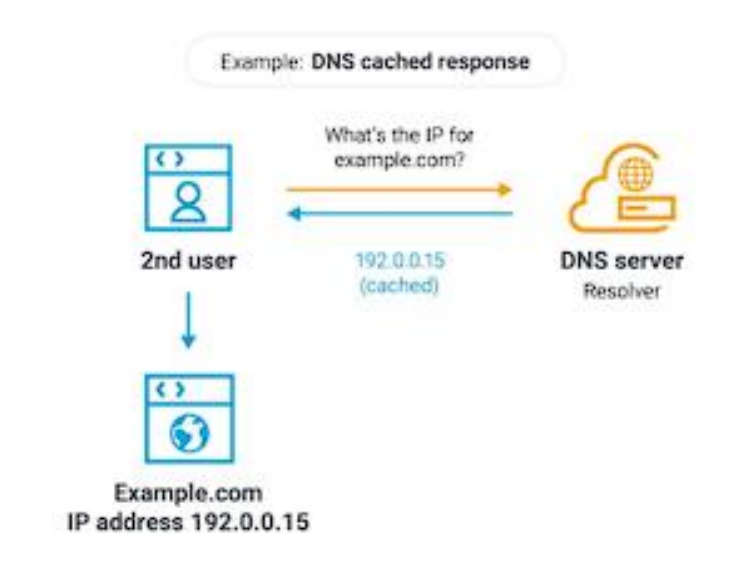 Example: DNS cached response
What's the IP for
example.com?
2nd user
192.0.0.15
(cached)
DNS server
Resolver
Example.com
IP address 192.0.0.15